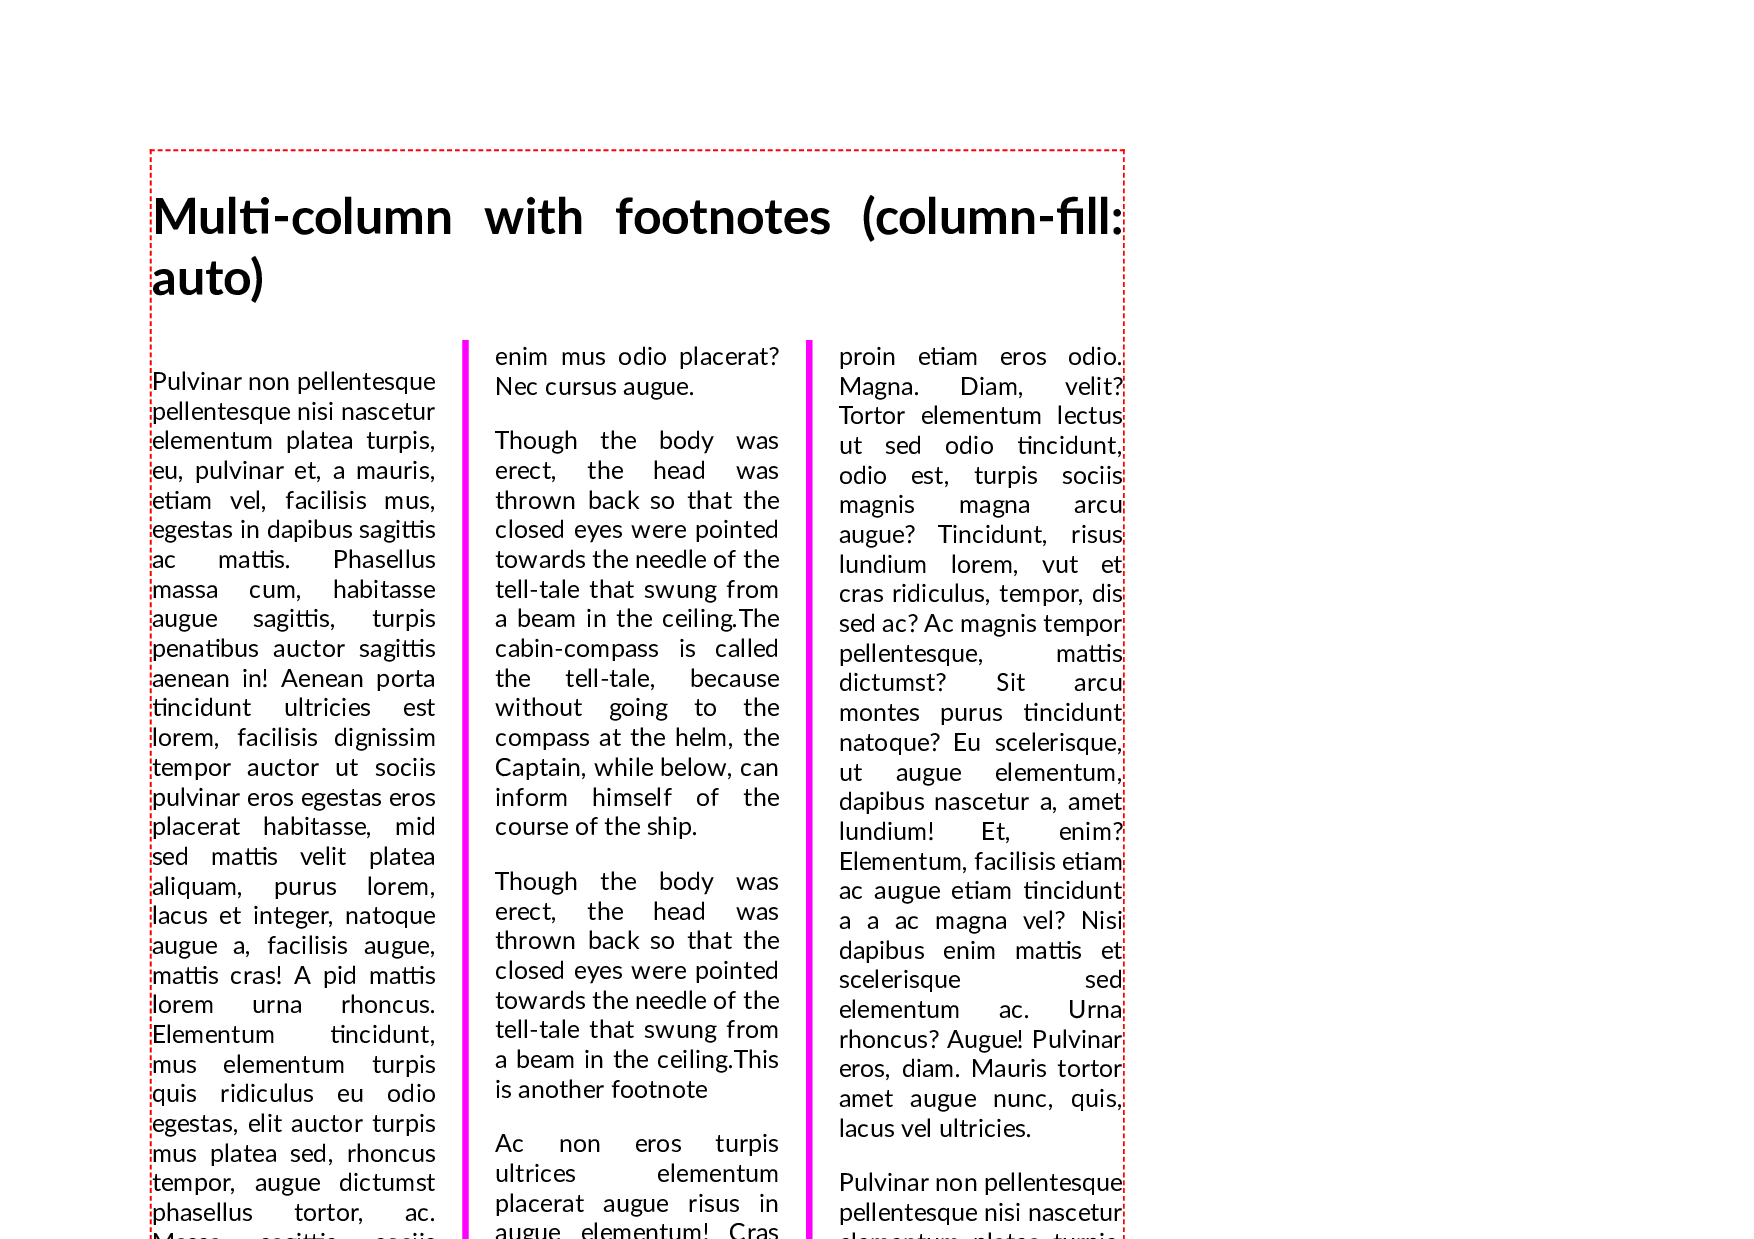 Multi-column with footnotes (column-fill:
auto)
Pulvinar non pellentesque
pellentesque nisi nascetur
elementum platea turpis,
eu, pulvinar et, a mauris,
etiam vel, facilisis mus,
egestas in dapibus sagittis
ac mattis. Phasellus
massa cum, habitasse
augue sagittis, turpis
penatibus auctor sagittis
aenean in! Aenean porta
tincidunt ultricies est
lorem, facilisis dignissim
tempor auctor ut sociis
pulvinar eros egestas eros
placerat habitasse, mid
sed mattis velit platea
aliquam, purus lorem,
lacus et integer, natoque
augue a, facilisis augue,
mattis cras! A pid mattis
lorem urna rhoncus.
Elementum tincidunt,
mus elementum turpis
quis ridiculus eu odio
egestas, elit auctor turpis
mus platea sed, rhoncus
tempor, augue dictumst
phasellus tortor, ac.
enim mus odio placerat?
Nec cursus augue.
Though the body was
erect, the head was
thrown back so that the
closed eyes were pointed
towards the needle of the
tell-tale that swung from
a beam in the ceiling.The
cabin-compass is called
the tell-tale, because
without going to the
compass at the helm, the
Captain, while below, can
inform himself of the
course of the ship.
Though the body was
erect, the head was
thrown back so that the
closed eyes were pointed
towards the needle of the
tell-tale that swung from
a beam in the ceiling.This
is another footnote
Ac non eros turpis
ultrices elementum
placerat augue risus in
augue elementum! Cras
proin etiam eros odio.
Magna. Diam, velit?
Tortor elementum lectus
ut sed odio tincidunt,
odio est, turpis sociis
magnis magna arcu
augue? Tincidunt, risus
lundium lorem, vut et
cras ridiculus, tempor, dis
sed ac? Ac magnis tempor
pellentesque, mattis
dictumst? Sit arcu
montes purus tincidunt
natoque? Eu scelerisque,
ut augue elementum,
dapibus nascetur a, amet
lundium! Et, enim?
Elementum, facilisis etiam
ac augue etiam tincidunt
a a ac magna vel? Nisi
dapibus enim mattis et
scelerisque sed
elementum ac. Urna
rhoncus? Augue! Pulvinar
eros, diam. Mauris tortor
amet augue nunc, quis,
lacus vel ultricies.
Pulvinar non pellentesque
pellentesque nisi nascetur